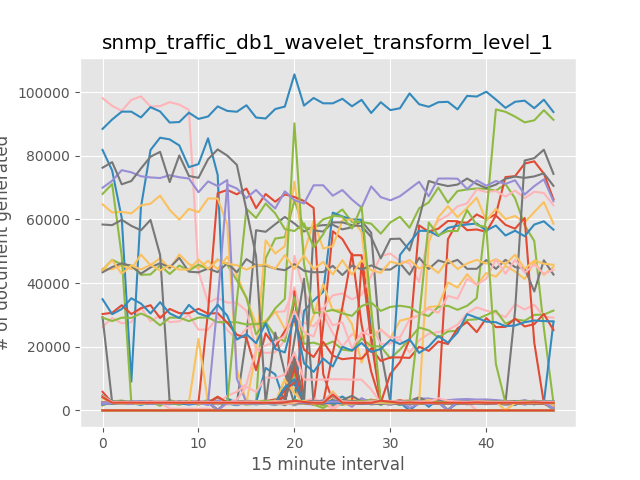 snmp_traffic_db1_wavelet_transform_level_1
100000
80000
60000
40000
20000
0
# of document generated
0 10 20 30 40
15 minute interval